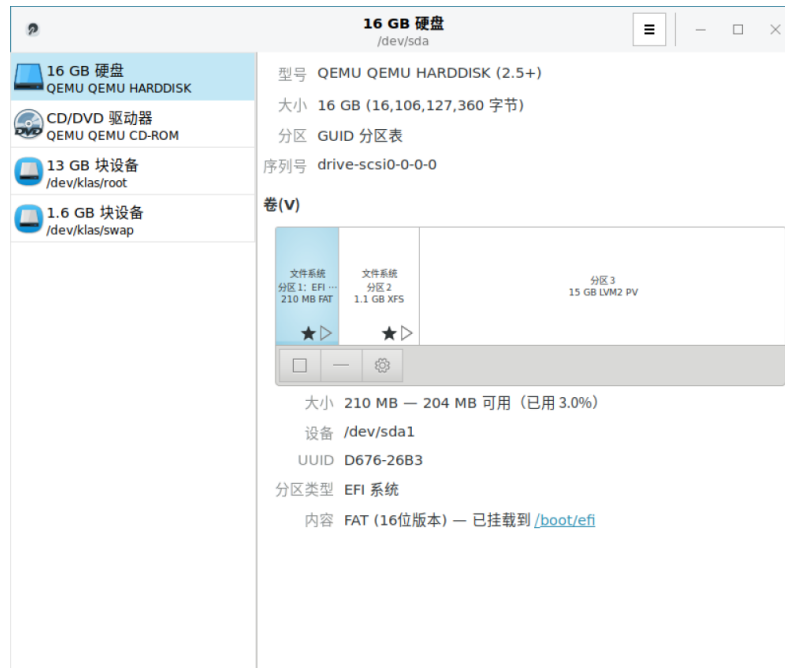 16 GB 硬盘
/dev/sda
16 GB 硬盘
QEMU QEMU HARDDISK
CD/DVD 驱动器
QEMU QEMU CD-ROM
13 GB 块设备
/dev/klas/root
1.6 GB 块设备
/dev/klas/swap
型号 QEMU QEMU HARDDISK (2.5+)
大小 16 GB (16,106,127,360 字节)
分区 GUID 分区表
序列号 drive-scsi0-0-0-0
卷(V)
文件系统
分区 1: EFI …
210 MB FAT
文件系统
分区 2
1.1 GB XFS
分区 3
15 GB LVM2 PV
大小 210 MB — 204 MB 可用（已用 3.0%）
设备 /dev/sda1
UUID D676-26B3
分区类型 EFI 系统
内容 FAT (16位版本) — 已挂载到 /boot/efi